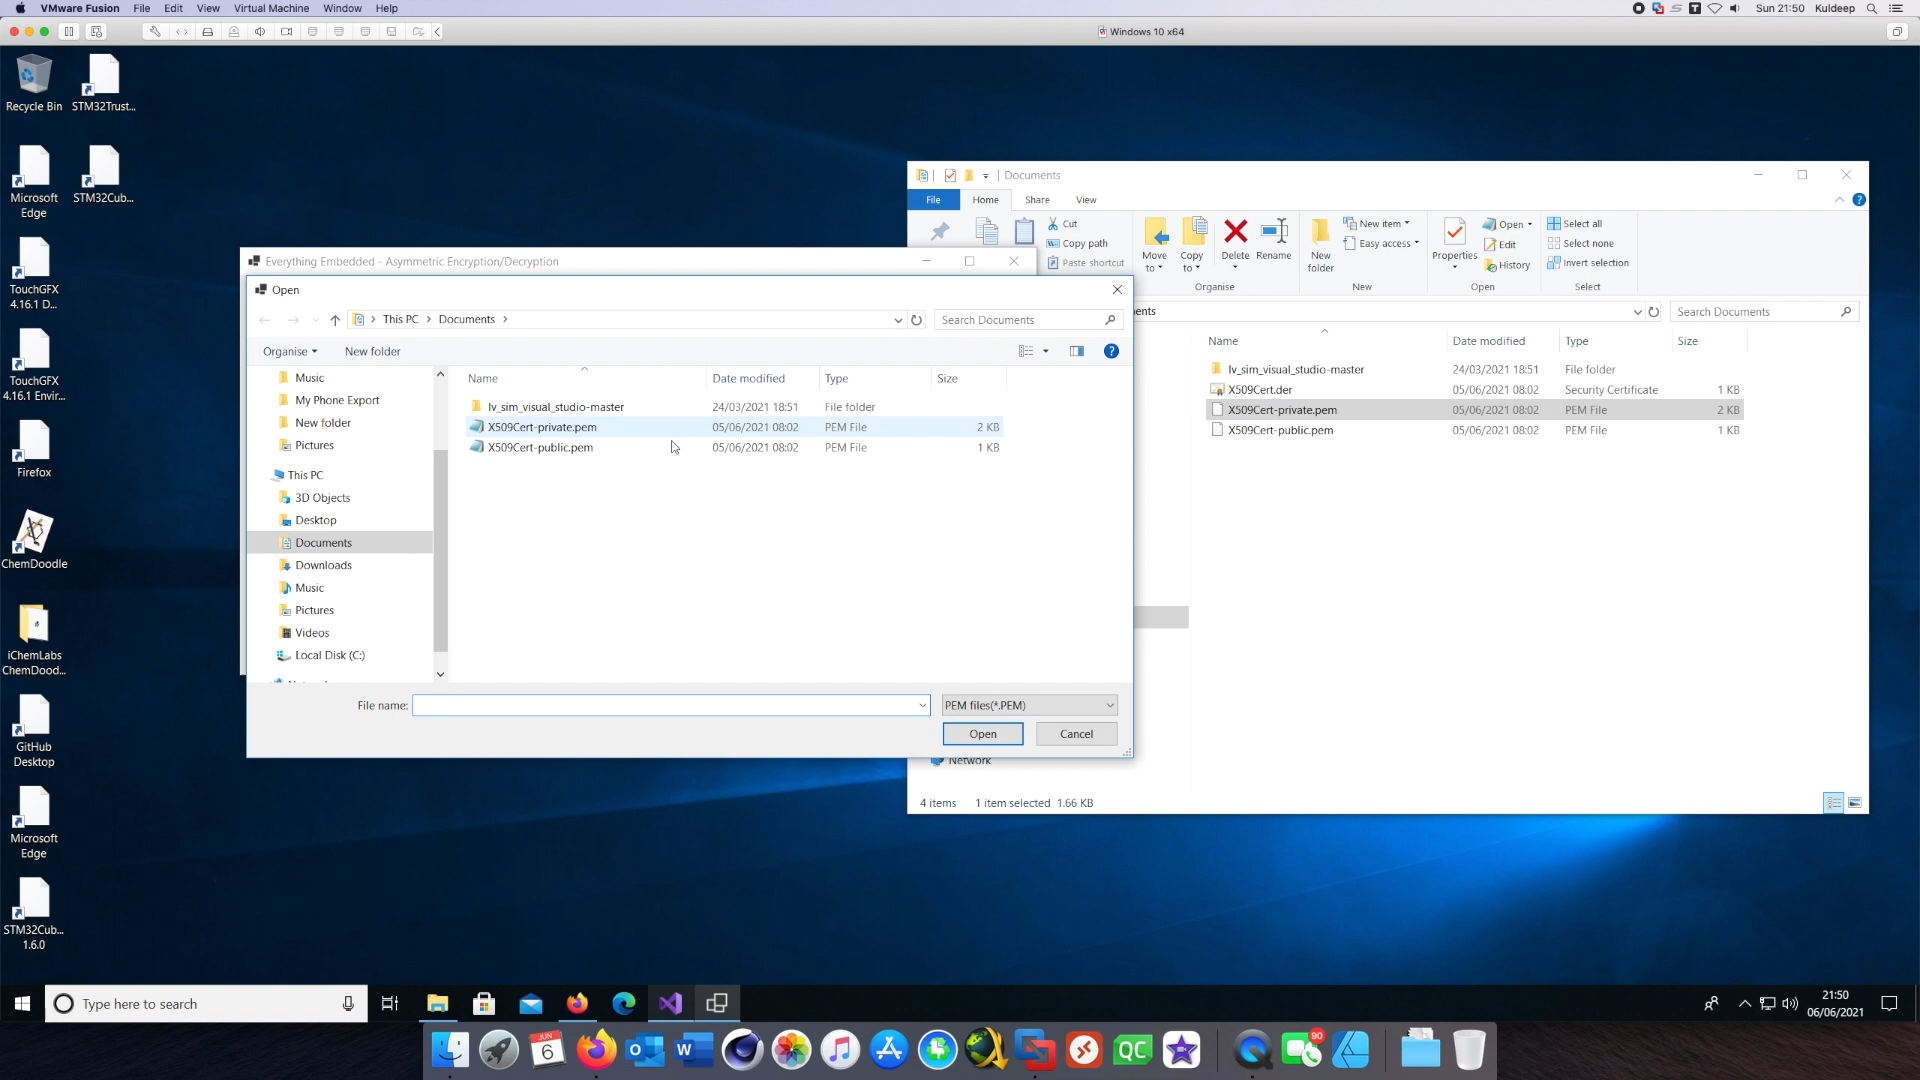 VMware Fusion File Edit View Virtual Machine Window Help
Sun 21:50 Kuldeep
Windows 10 x64
Recycle Bin
STM32Trust...
Microsoft
Edge
STM32Cub...
TouchGFX
4.16.1 D...
TouchGFX
4.16.1 Envir...
Firefox
ChemDoodle
iChemLabs
ChemDood...
GitHub
Desktop
Microsoft
Edge
STM32Cub...
1.6.0
Documents
File Home Share View
Cut
Copy path
Paste shortcut
Move
to
Copy
to
Delete
Rename
Organise
New
folder
New item
Easy access
New
Properties
Open
Edit
History
Open
Select all
Select none
Invert selection
Select
Search Documents
Name Date modified Type Size
lv_sim_visual_studio-master 24/03/2021 18:51 File folder
X509Cert.der 05/06/2021 08:02 Security Certificate 1 KB
X509Cert-private.pem 05/06/2021 08:02 PEM File 2 KB
X509Cert-public.pem 05/06/2021 08:02 PEM File 1 KB
Network
4 items 1 item selected 1.66 KB
Everything Embedded - Asymmetric Encryption/Decryption
Open
This PC > Documents >
Search Documents
Organise New folder
Music
My Phone Export
New folder
Pictures
This PC
3D Objects
Desktop
Documents
Downloads
Music
Pictures
Videos
Local Disk (C:)
Name Date modified Type Size
lv_sim_visual_studio-master 24/03/2021 18:51 File folder
X509Cert-private.pem 05/06/2021 08:02 PEM File 2 KB
X509Cert-public.pem 05/06/2021 08:02 PEM File 1 KB
File name:
PEM files(*.PEM)
Open Cancel
Type here to search
21:50
06/06/2021
JUN
6
W
QC
90